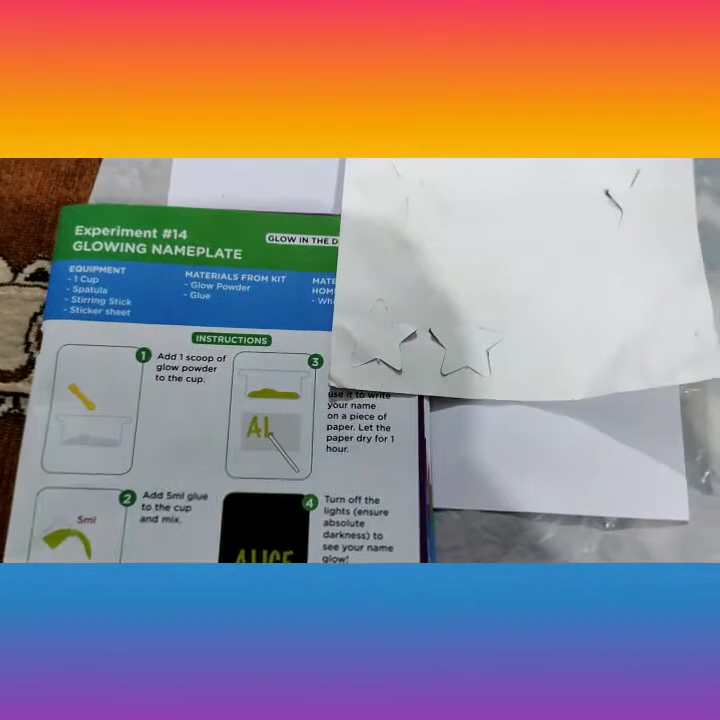 Experiment #14
GLOWING NAMEPLATE
GLOW IN THE D
EQUIPMENT
- 1 Cup
- Spatula
- Stirring Stick
- Sticker sheet
MATERIALS FROM KIT
- Glow Powder
- Glue
MATE
HOM
- Whi
INSTRUCTIONS
1
Add 1 scoop of
glow powder
to the cup.
2
Add 5ml glue
to the cup
and mix.
5ml
3
use it to write
your name
on a piece of
paper. Let the
paper dry for 1
hour.
AL
4
Turn off the
lights (ensure
absolute
darkness) to
see your name
glow!
ALICE